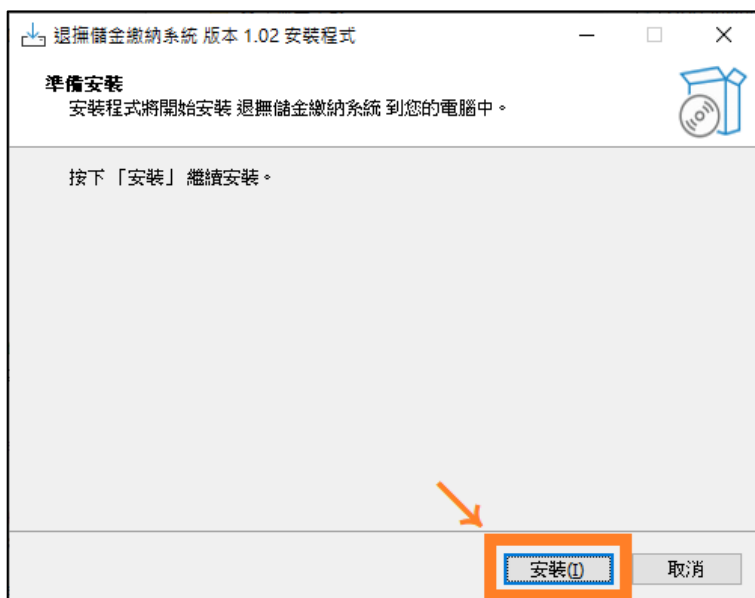 退撫儲金繳納系統 版本 1.02 安裝程式
準備安裝
安裝程式將開始安裝 退撫儲金繳納系統 到您的電腦中。
按下「安裝」繼續安裝。
安裝(I)
取消